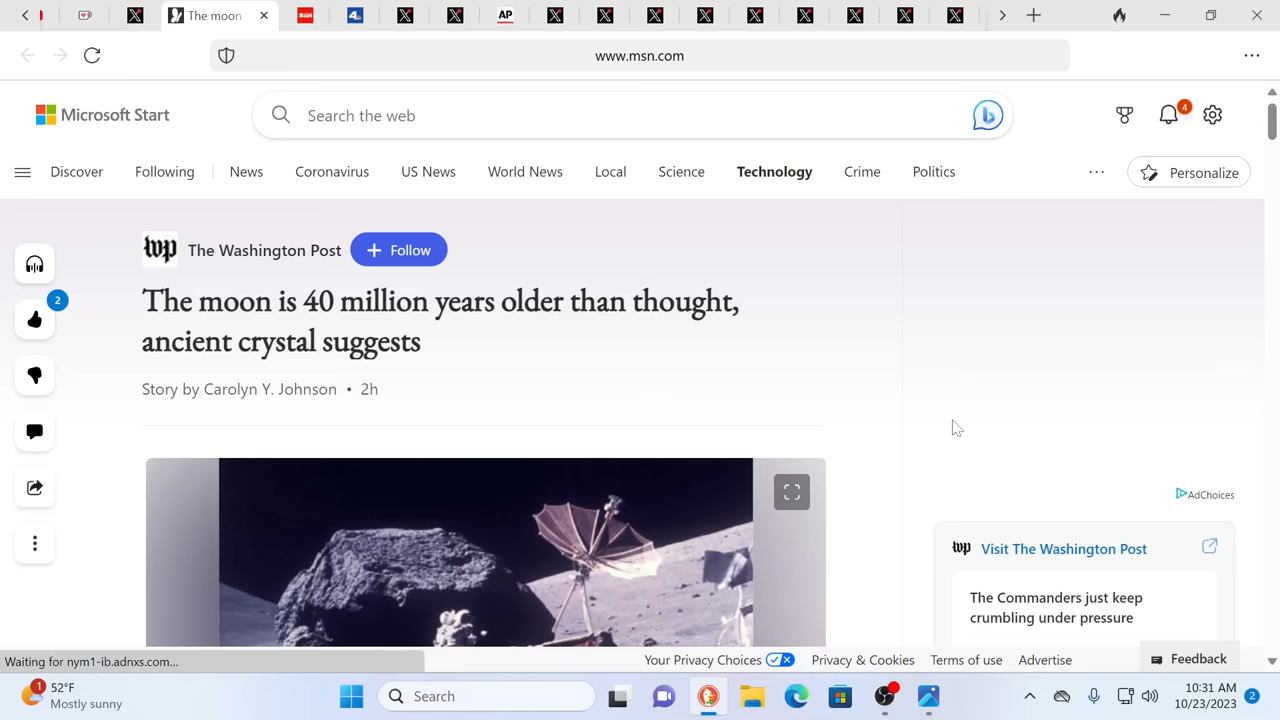 The moon
AP
www.msn.com
Microsoft Start
Search the web
4
Discover
Following
News
Coronavirus
US News
World News
Local
Science
Technology
Crime
Politics
Personalize
wp
The Washington Post
Follow
The moon is 40 million years older than thought,
ancient crystal suggests
Story by Carolyn Y. Johnson • 2h
2
AdChoices
wp
Visit The Washington Post
The Commanders just keep
crumbling under pressure
Waiting for nym1-ib.adnxs.com...
Your Privacy Choices
Privacy & Cookies
Terms of use
Advertise
Feedback
1
52°F
Mostly sunny
Search
10:31 AM
10/23/2023
2